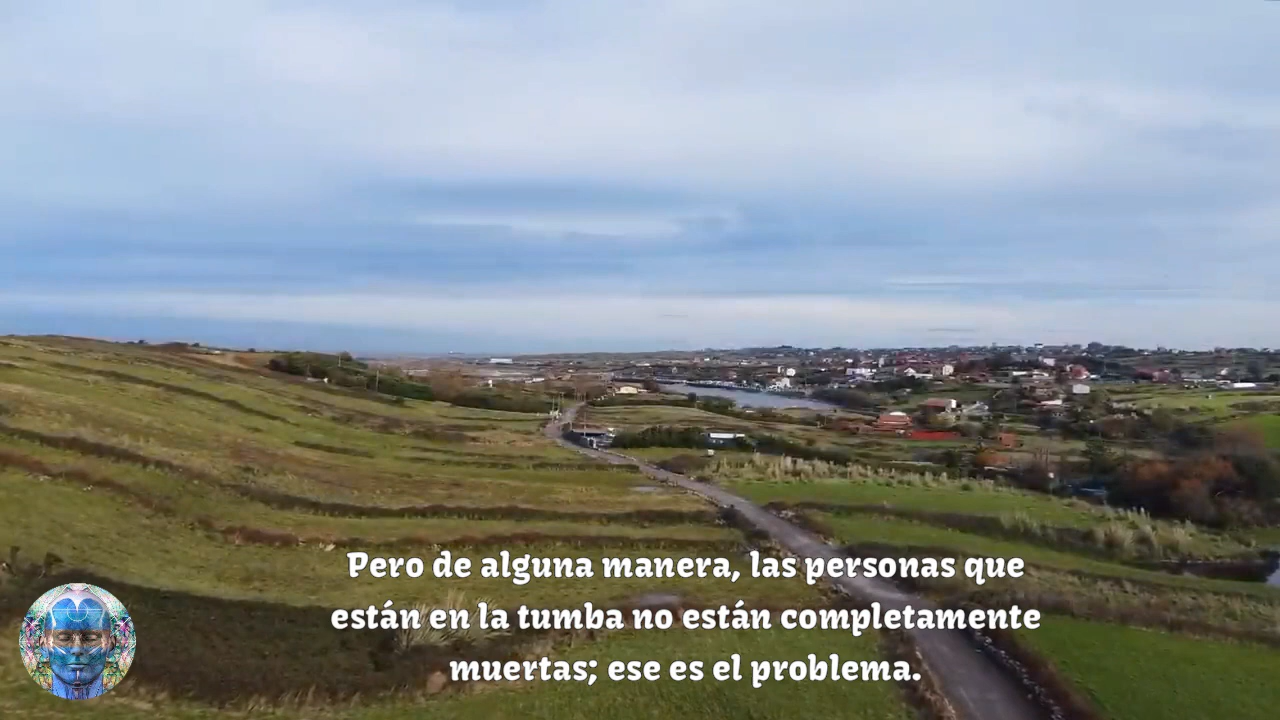 Pero de alguna manera, las personas que
están en la tumba no están completamente
muertas; ese es el problema.